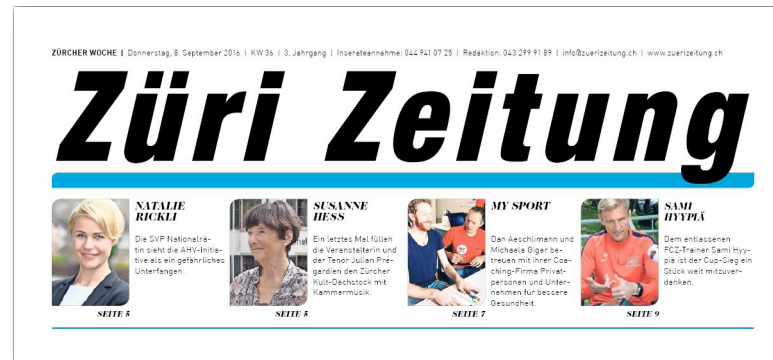 ZÜRCHER WOCHE | Donnerstag, 8. September 2016 | KW 36 | 3. Jahrgang | Inserateannahme: 044 941 07 25 | Redaktion: 043 299 91 89 | info@zuerizeitung.ch | www.zuerizeitung.ch
Züri Zeitung
NATALIE
RICKLI
Die SVP Nationalrä-
tin sieht die AHV-Initia-
tive als ein gefährliches
Unterfangen.
SEITE 5
SUSANNE
HESS
Ein letztes Mal füllen
die Veranstalterin und
der Tenor Julian Pré-
gardien den Zürcher
Kult-Dachstock mit
Kammermusik.
SEITE 5
MY SPORT
Dan Aeschlimann und
Michaela Giger be-
treuen mit ihrer Coa-
ching-Firma Privat-
personen und Unter-
nehmen für bessere
Gesundheit.
SEITE 7
SAMI
HYYPIÄ
Dem entlassenen
FCZ-Trainer Sami Hyy-
piä ist der Cup-Sieg ein
Stück weit mitzuver-
danken.
SEITE 9